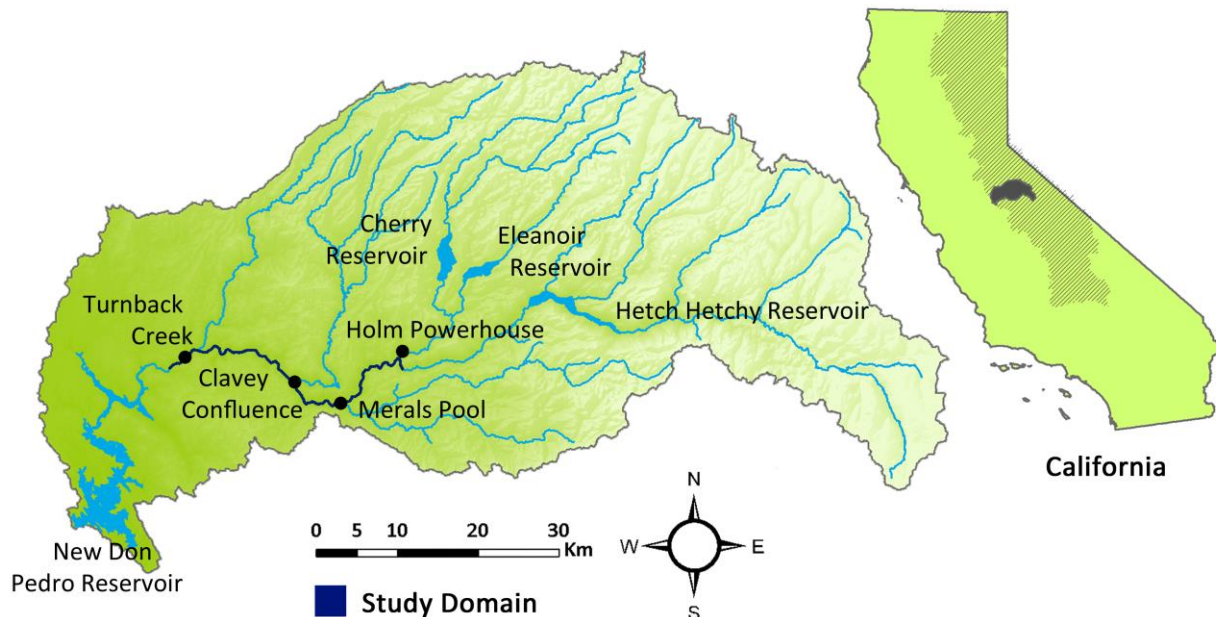 Cherry
Reservoir
Eleanoir
Reservoir
Turnback
Creek
Holm Powerhouse
Hetch Hetchy Reservoir
Clavey
Confluence
Merals Pool
New Don
Pedro Reservoir
0 5 10 20 30
Km
Study Domain
N
W E
S
California